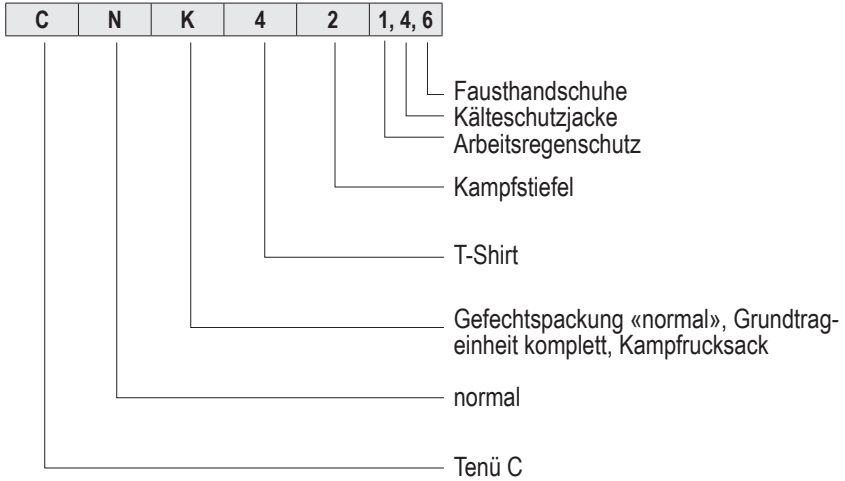 C N K 4 2 1, 4, 6
Fausthandschuhe
Kälteschutzjacke
Arbeitsregenschutz
Kampfstiefel
T-Shirt
Gefechtspackung «normal», Grundtrag-
einheit komplett, Kampfrucksack
normal
Tenü C